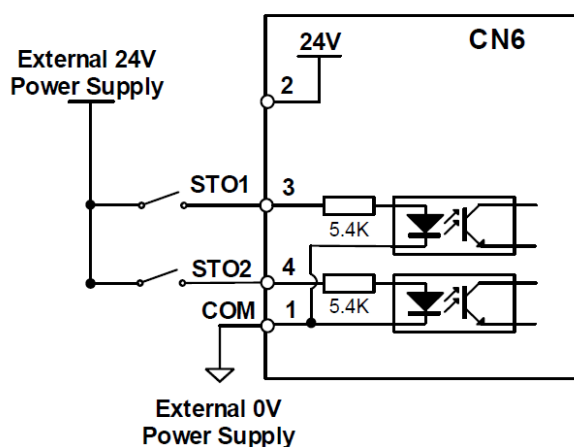 24V
CN6
External 24V
Power Supply
2
STO1
3
5.4K
STO2
4
5.4K
COM
1
External 0V
Power Supply